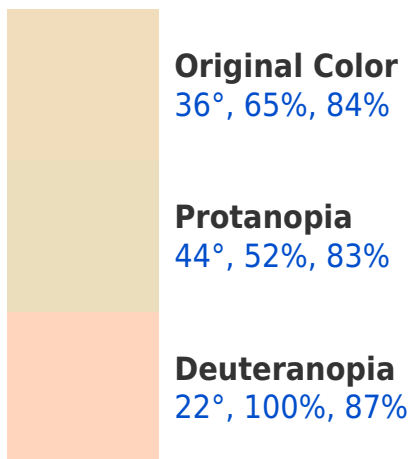 Original Color
36°, 65%, 84%
Protanopia
44°, 52%, 83%
Deuteranopia
22°, 100%, 87%